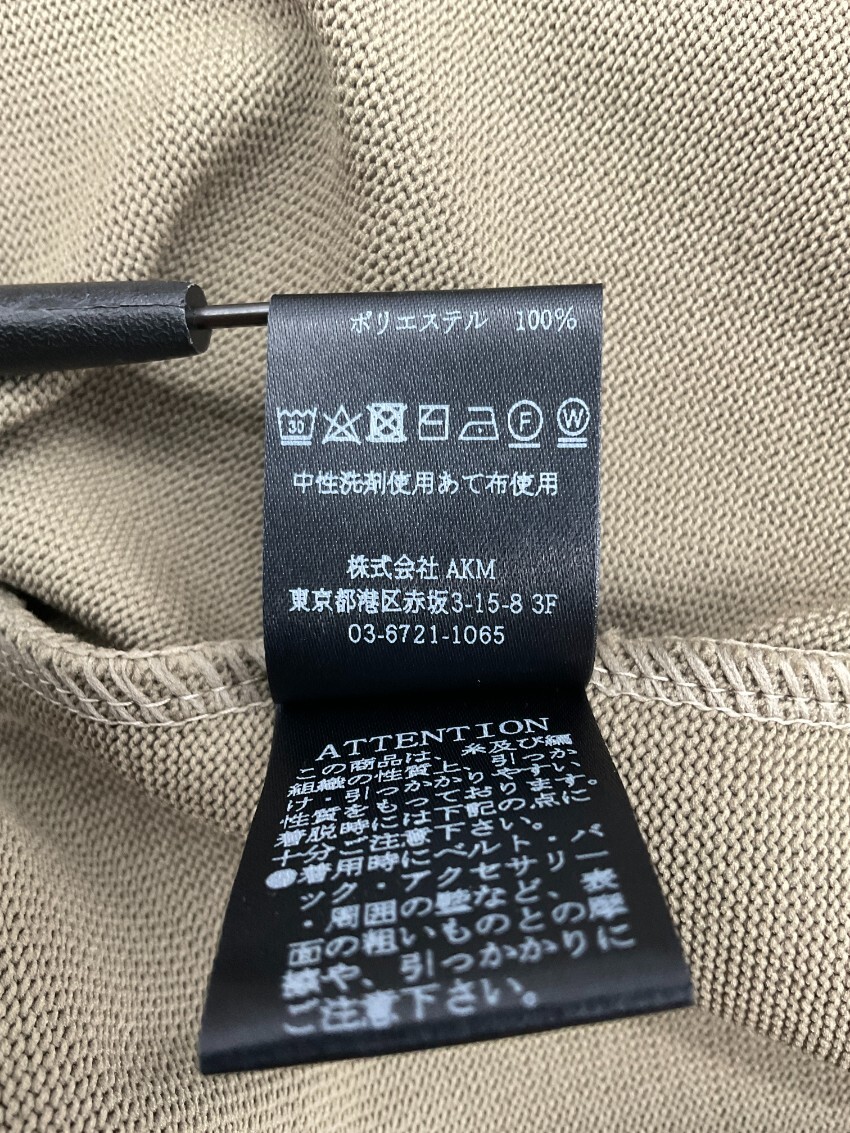 ポリエステル 100%
30 F W
中性洗剤使用あて布使用
株式会社 AKM
東京都港区赤坂3-15-8 3F
03-6721-1065
ATTENTION
この商品は、糸及び編
組織の性質上、引っか
け・引っかかりやすい
性質をもっております。
着脱時には下記の点に
十分ご注意下さい。
●着用時にベルト・バ
ック・アクセサリー
・周囲の壁など、表
面の粗いものとの摩
擦や、引っかかりに
ご注意下さい。